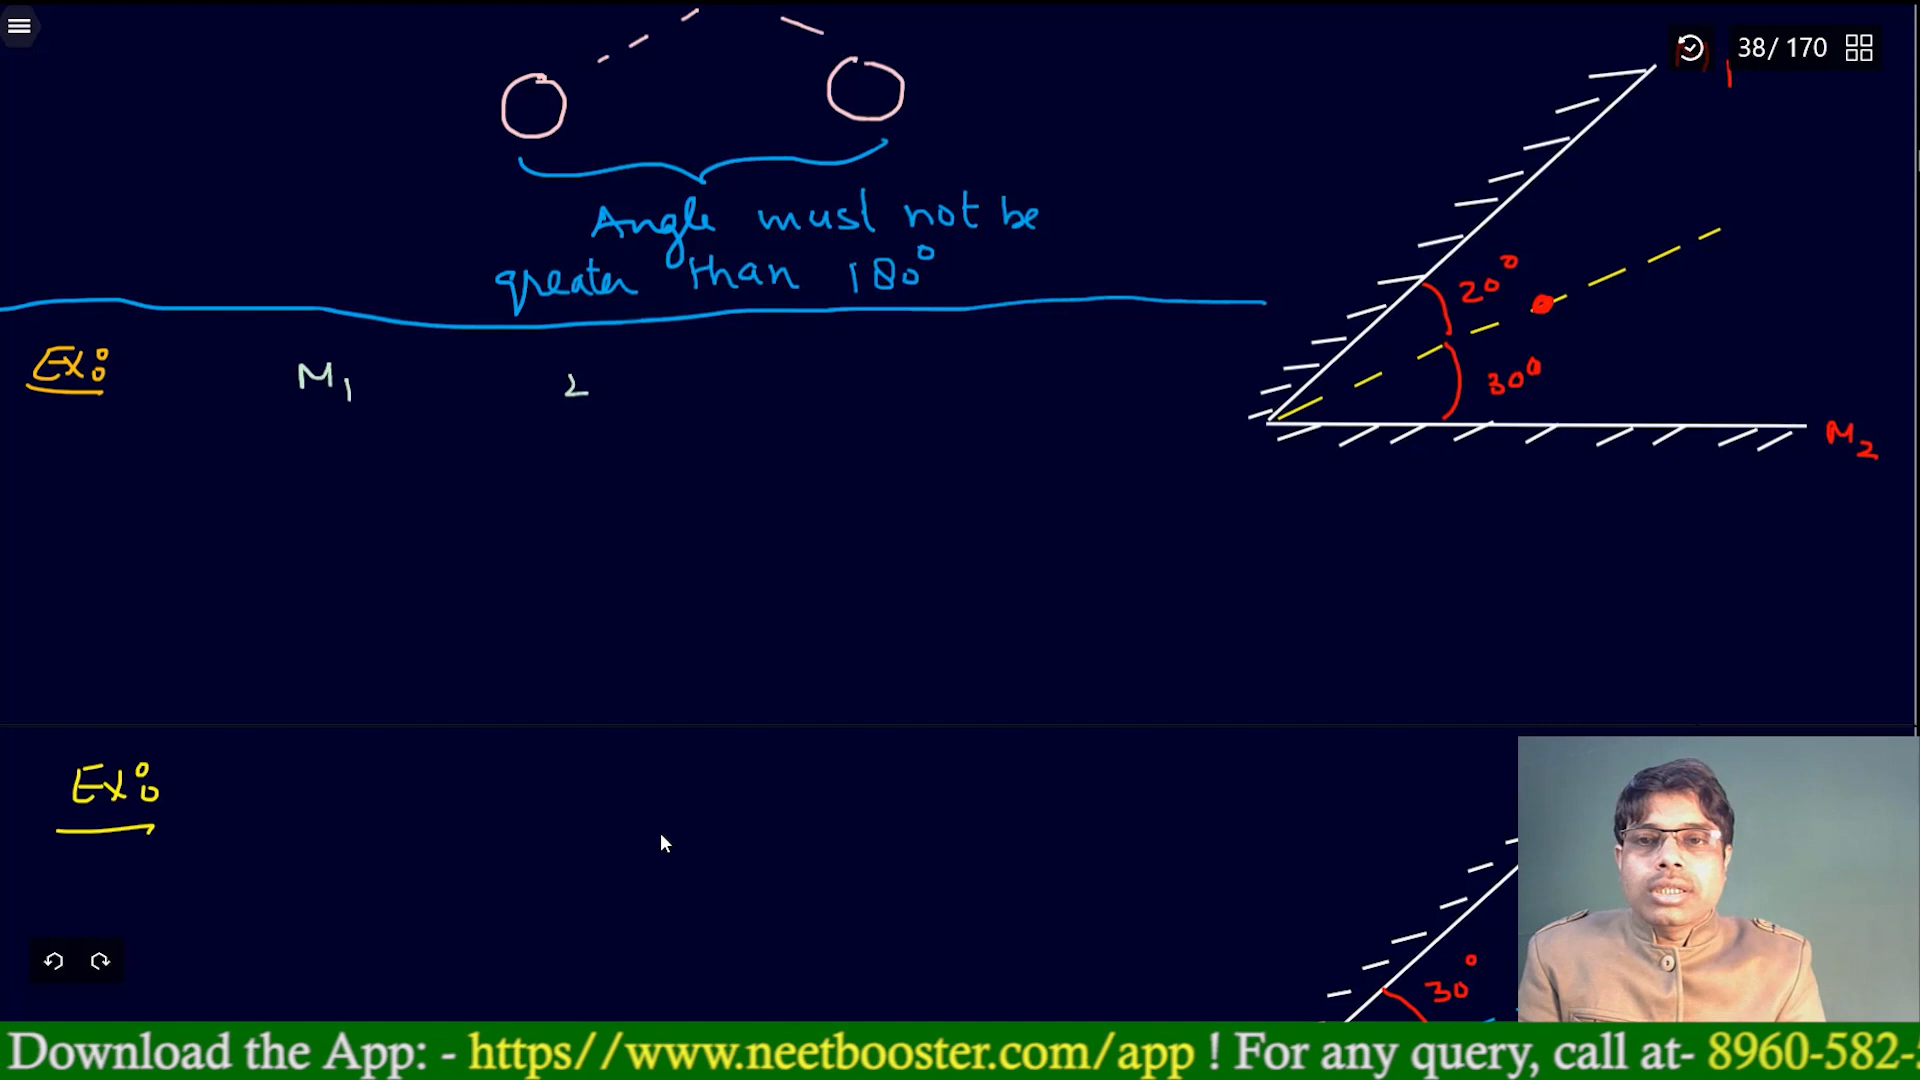 38/ 170
1
Angle must not be
greater than 180°
20°
Ex:
M1
2
30°
M2
Ex:
30°
Download the App: - https//www.neetbooster.com/app ! For any query, call at- 8960-582-